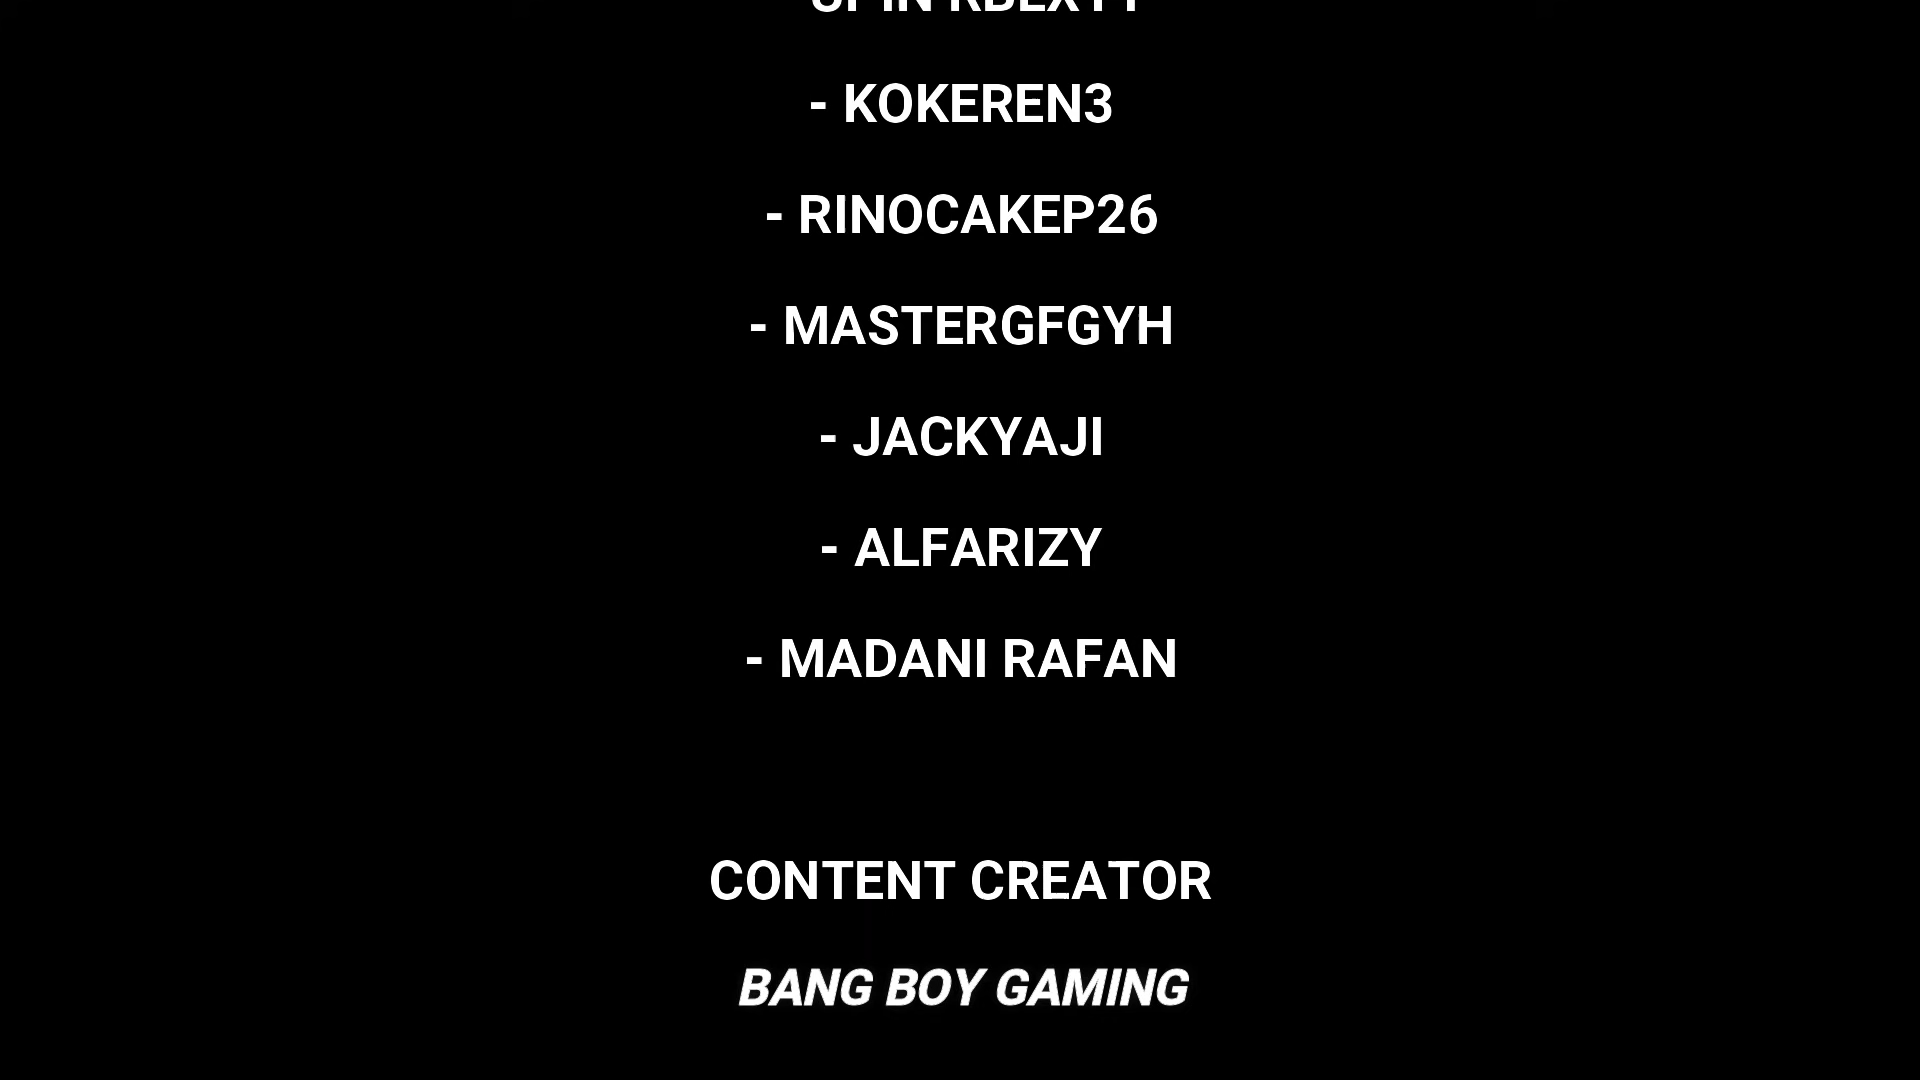 - KOKEREN3
- RINOCAKEP26
- MASTERGFGYH
- JACKYAJI
- ALFARIZY
- MADANI RAFAN
CONTENT CREATOR
BANG BOY GAMING